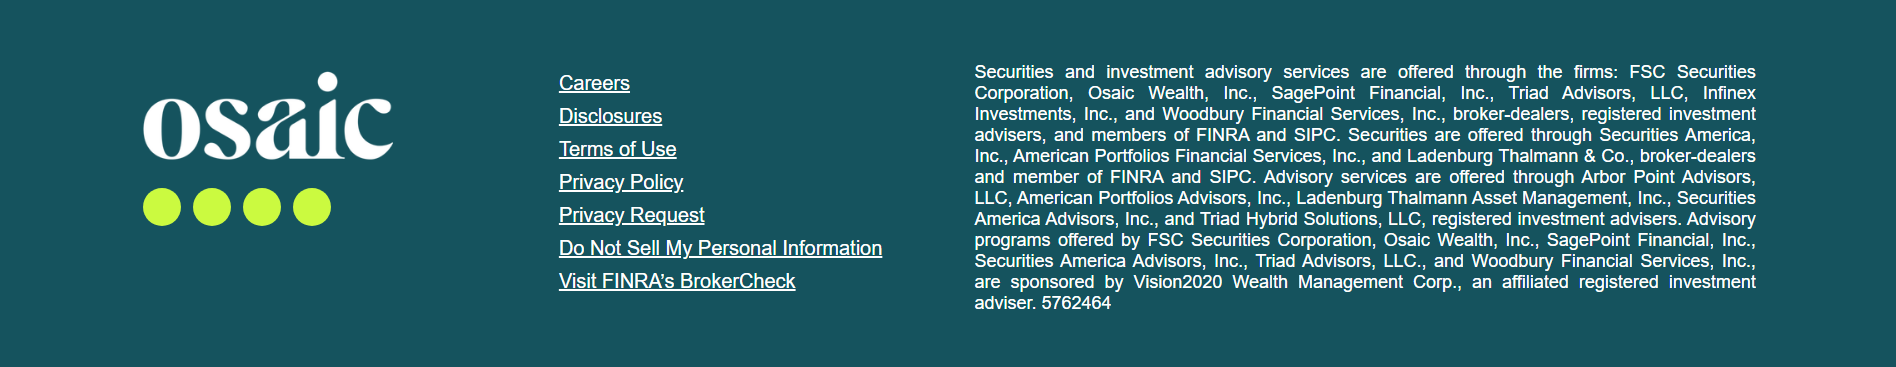 osaic
Careers
Disclosures
Terms of Use
Privacy Policy
Privacy Request
Do Not Sell My Personal Information
Visit FINRA’s BrokerCheck
Securities and investment advisory services are offered through the firms: FSC Securities
Corporation, Osaic Wealth, Inc., SagePoint Financial, Inc., Triad Advisors, LLC, Infinex
Investments, Inc., and Woodbury Financial Services, Inc., broker-dealers, registered investment
advisers, and members of FINRA and SIPC. Securities are offered through Securities America,
Inc., American Portfolios Financial Services, Inc., and Ladenburg Thalmann & Co., broker-dealers
and member of FINRA and SIPC. Advisory services are offered through Arbor Point Advisors,
LLC, American Portfolios Advisors, Inc., Ladenburg Thalmann Asset Management, Inc., Securities
America Advisors, Inc., and Triad Hybrid Solutions, LLC, registered investment advisers. Advisory
programs offered by FSC Securities Corporation, Osaic Wealth, Inc., SagePoint Financial, Inc.,
Securities America Advisors, Inc., Triad Advisors, LLC., and Woodbury Financial Services, Inc.,
are sponsored by Vision2020 Wealth Management Corp., an affiliated registered investment
adviser. 5762464